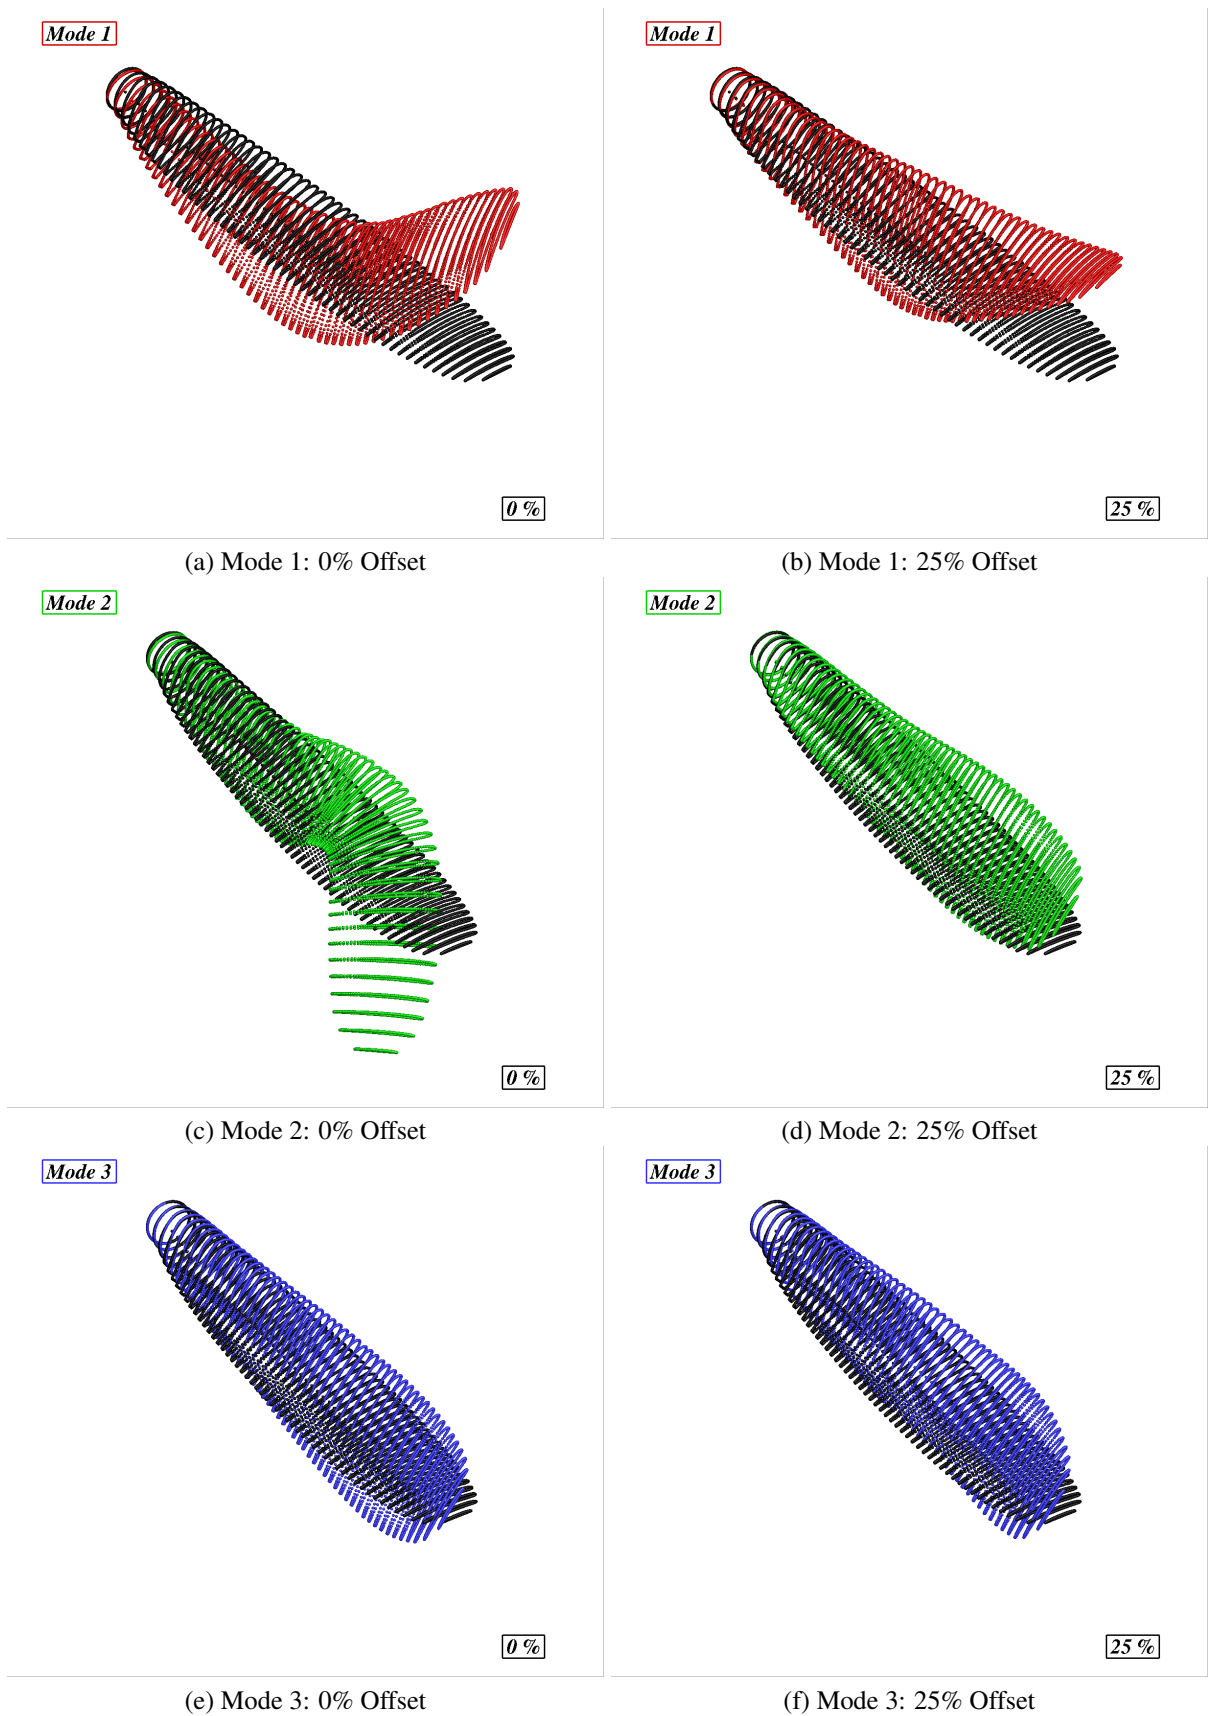 Mode 1
Mode 1
0 %
25 %
(a) Mode 1: 0% Offset
(b) Mode 1: 25% Offset
Mode 2
Mode 2
0 %
25 %
(c) Mode 2: 0% Offset
(d) Mode 2: 25% Offset
Mode 3
Mode 3
0 %
25 %
(e) Mode 3: 0% Offset
(f) Mode 3: 25% Offset